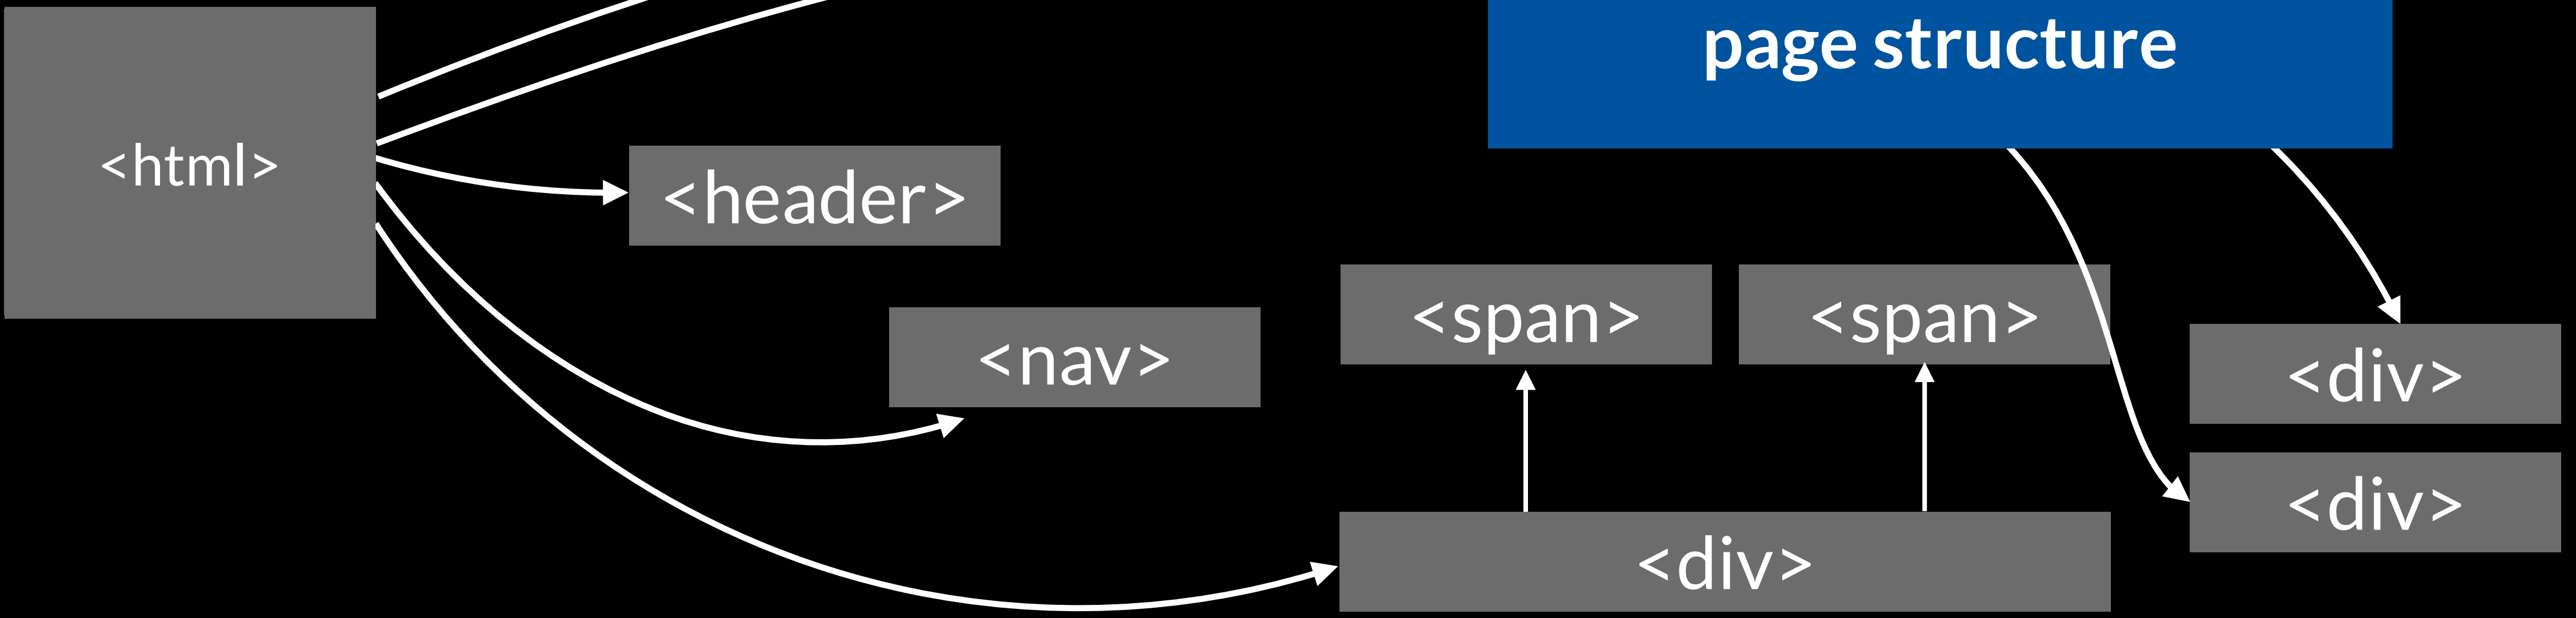 page structure
<html>
<header>
<span>
<span>
<nav>
<div>
<div>
<div>